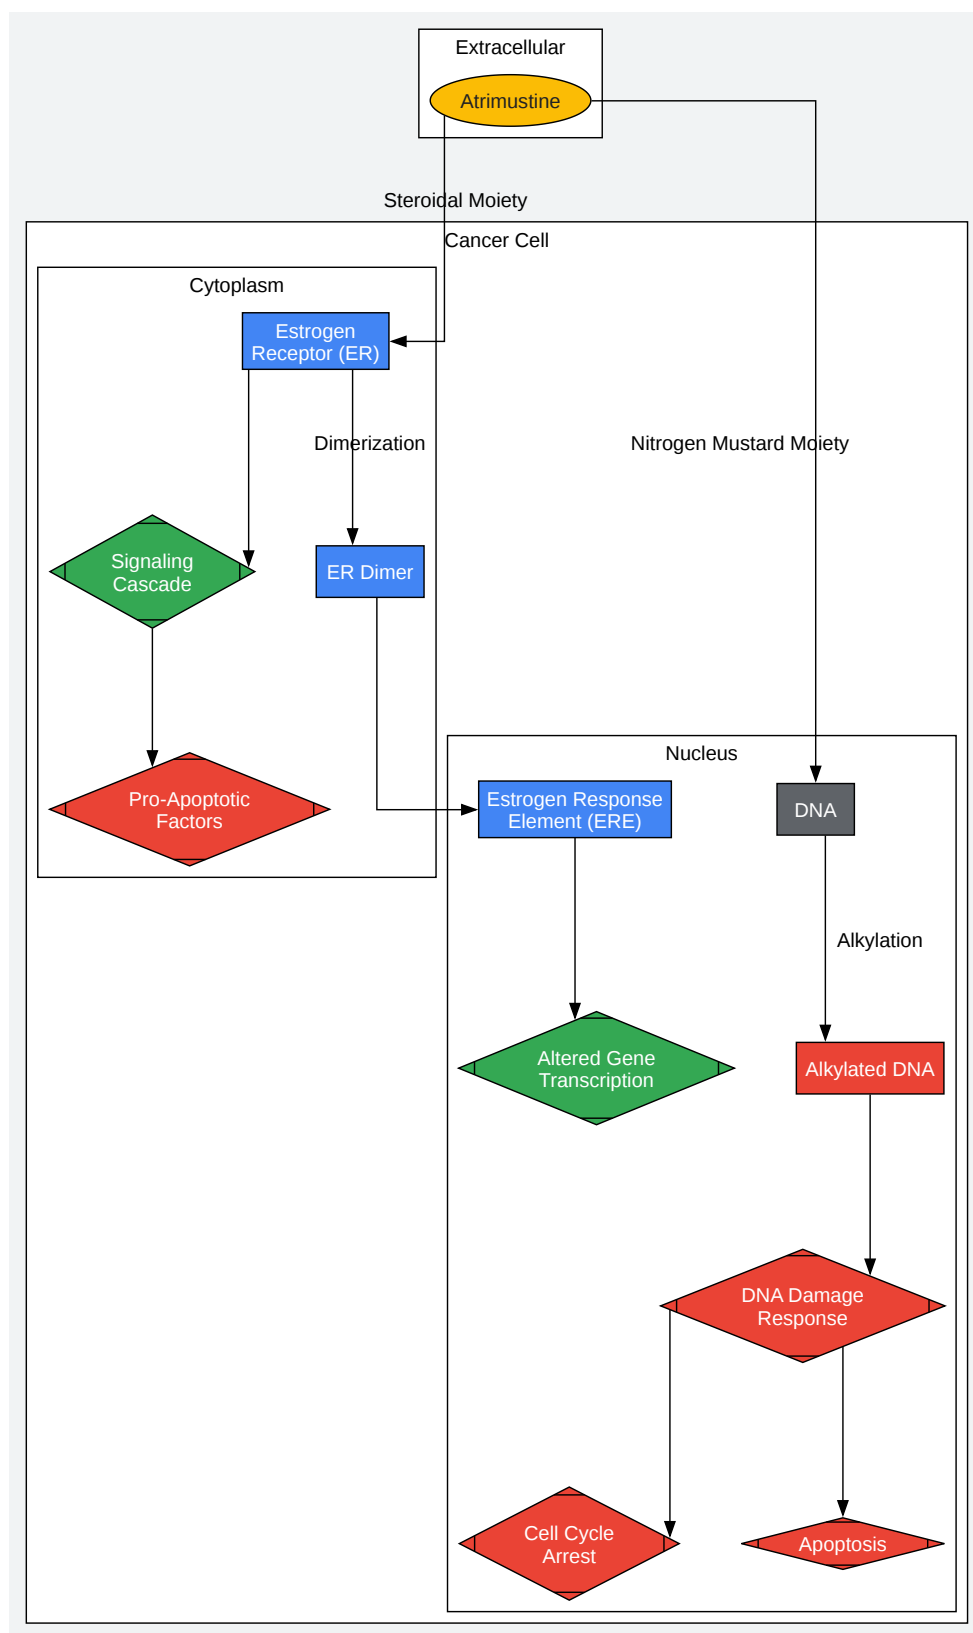 Extracellular
Atrimustine
Steroidal Moiety
Cancer Cell
Cytoplasm
Estrogen
Receptor (ER)
Dimerization
Nitrogen Mustard Moiety
Signaling
Cascade
ER Dimer
Nucleus
Pro-Apoptotic
Factors
Estrogen Response
Element (ERE)
DNA
Alkylation
Altered Gene
Transcription
Alkylated DNA
DNA Damage
Response
Cell Cycle
Arrest
Apoptosis